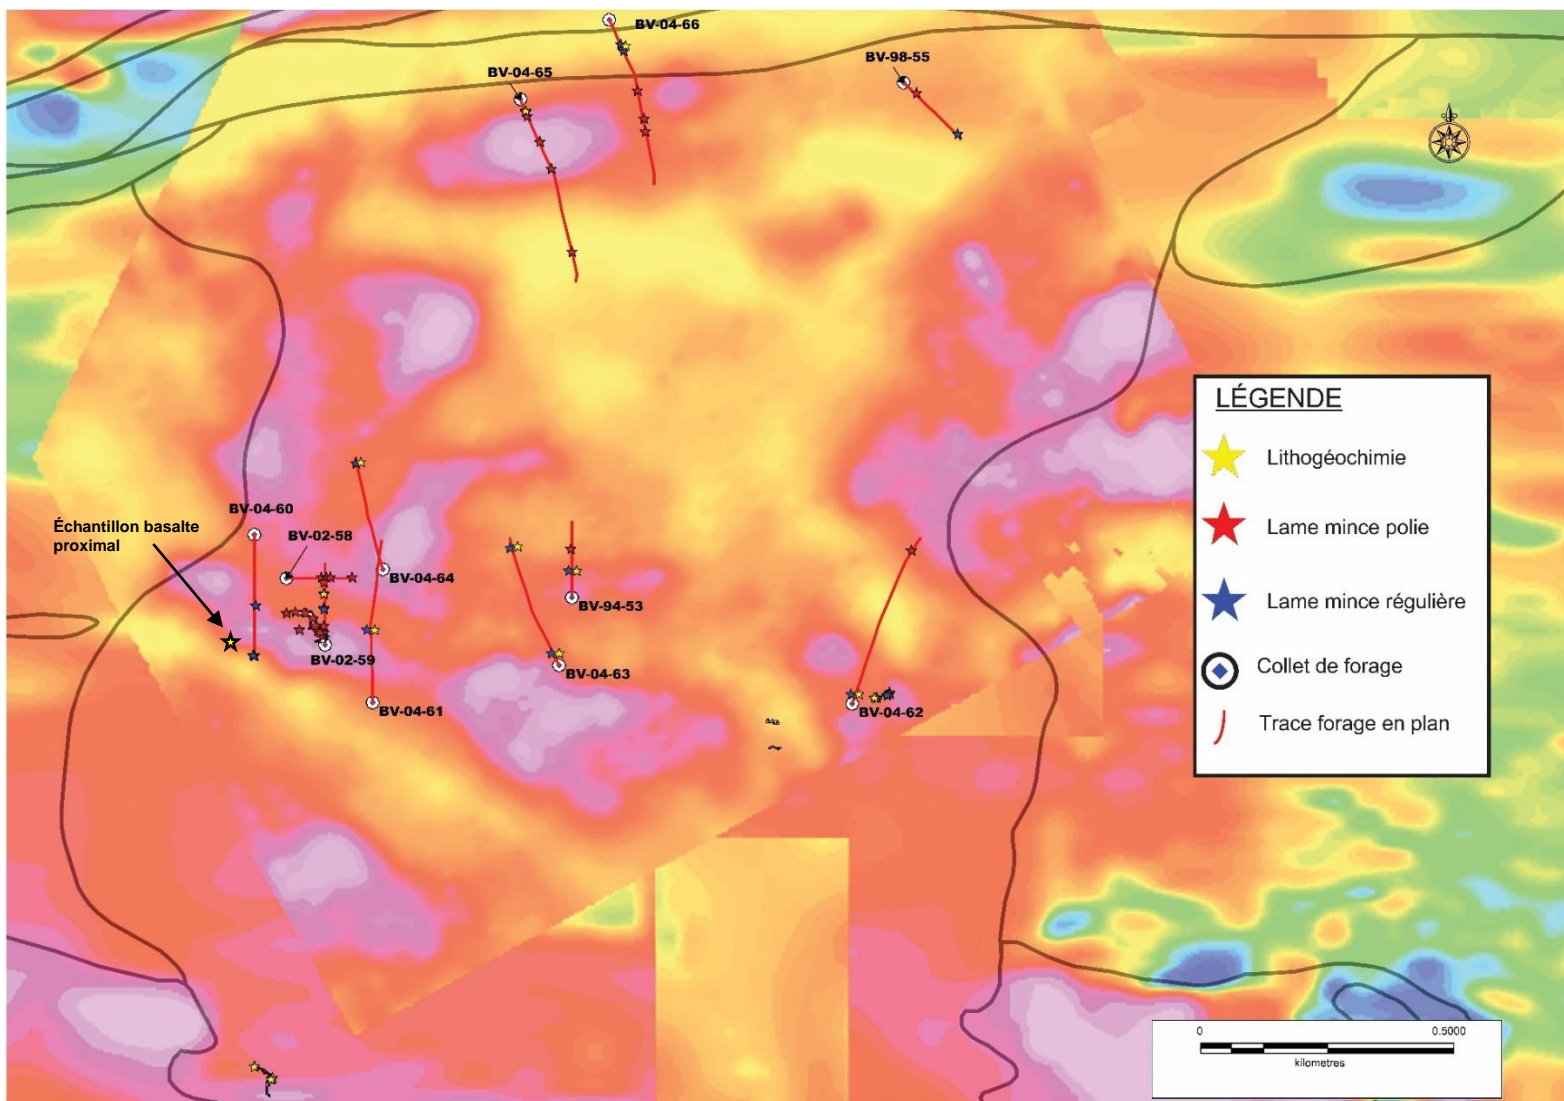 BV-04-66
BV-98-55
BV-04-65
LÉGENDE
Lithogéochimie
Lame mince polie
Lame mince régulière
Collet de forage
Trace forage en plan
BV-04-60
Échantillon basalte
proximal
BV-02-58
BV-04-64
BV-94-53
BV-02-59
BV-04-63
BV-04-61
BV-04-62
0 0.5000
kilometres